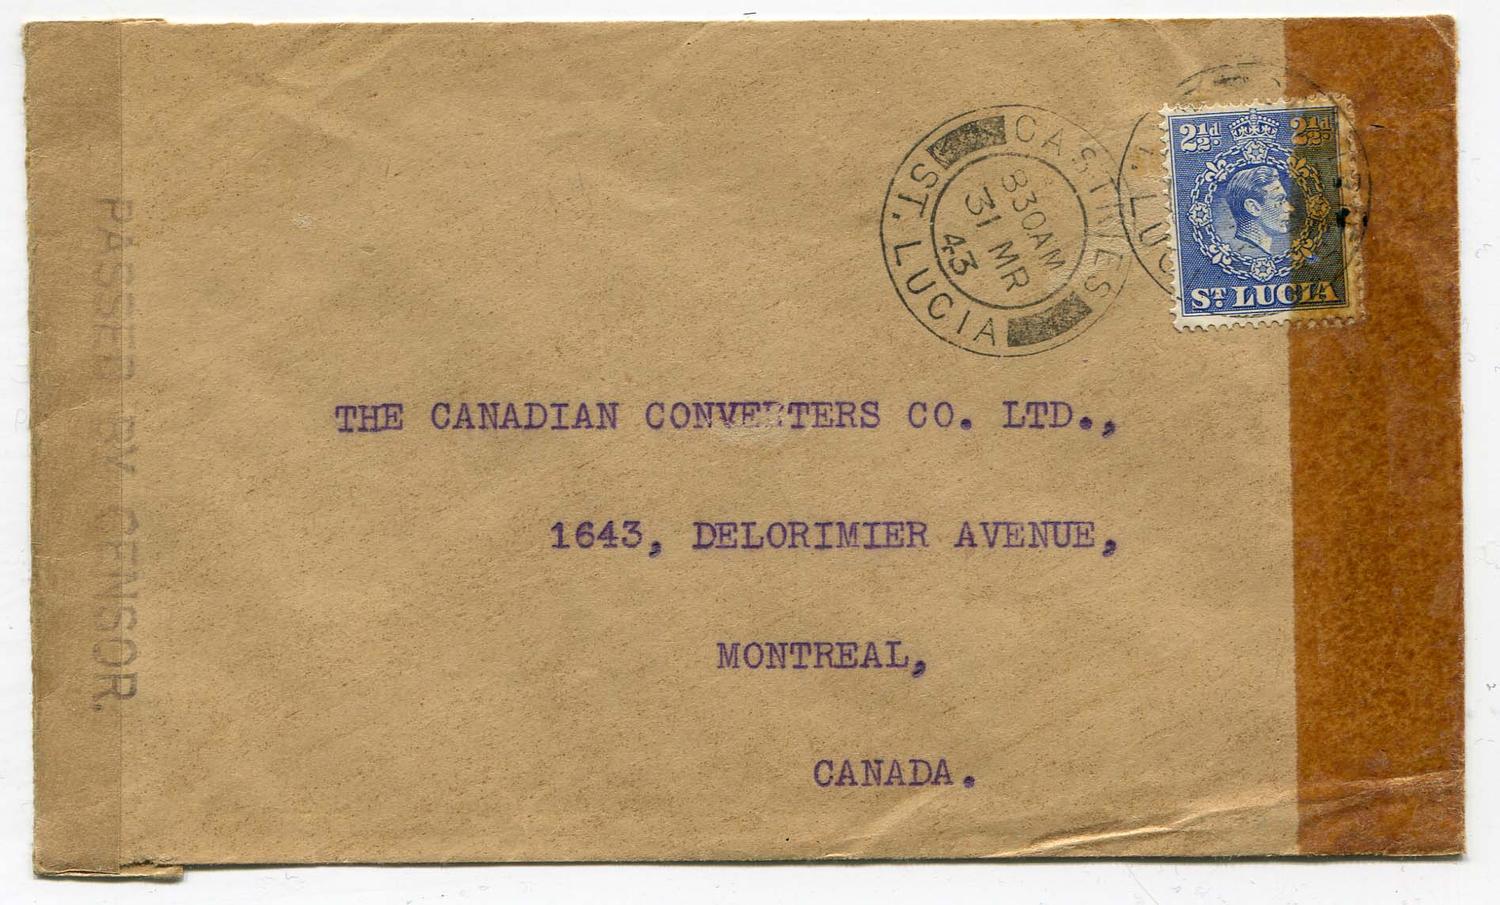 PASSED BY CENSOR.
CASTRIES
830AM
31 MR
43
ST. LUCIA
LUC
2½d
2½d
ST. LUCIA
THE CANADIAN CONVERTERS CO. LTD.,
1643, DELORIMIER AVENUE,
MONTREAL,
CANADA.